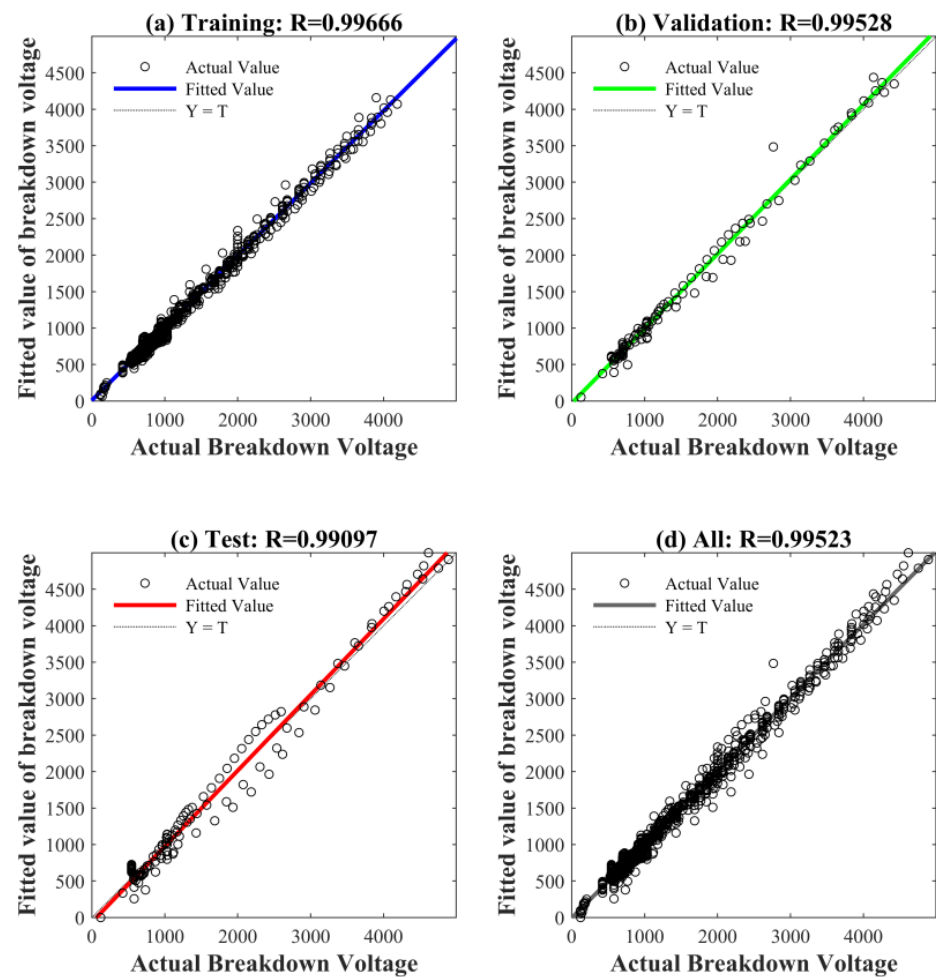 (a) Training: R=0.99666
Fitted value of breakdown voltage
4500
4000
3500
3000
2500
2000
1500
1000
500
0
Actual Value
Fitted Value
Y = T
0 1000 2000 3000 4000
Actual Breakdown Voltage
(b) Validation: R=0.99528
Fitted value of breakdown voltage
4500
4000
3500
3000
2500
2000
1500
1000
500
0
Actual Value
Fitted Value
Y = T
0 1000 2000 3000 4000
Actual Breakdown Voltage
(c) Test: R=0.99097
Fitted value of breakdown voltage
4500
4000
3500
3000
2500
2000
1500
1000
500
0
Actual Value
Fitted Value
Y = T
0 1000 2000 3000 4000
Actual Breakdown Voltage
(d) All: R=0.99523
Fitted value of breakdown voltage
4500
4000
3500
3000
2500
2000
1500
1000
500
0
Actual Value
Fitted Value
Y = T
0 1000 2000 3000 4000
Actual Breakdown Voltage